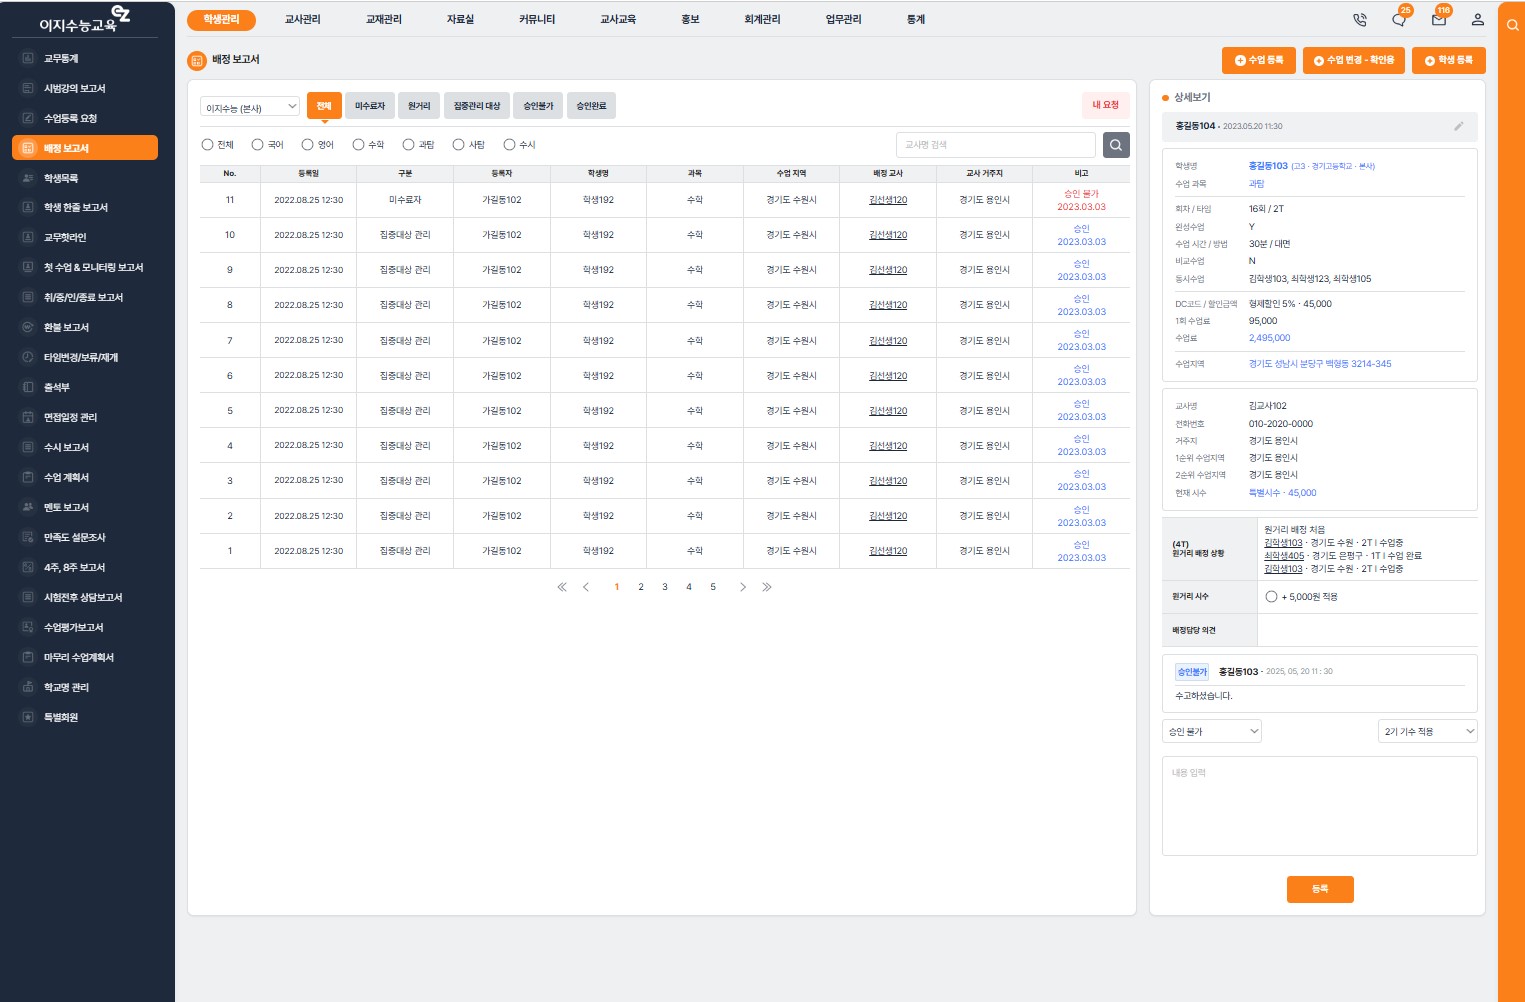 이지수능교육 ez
학생관리 교사관리 교재관리 자료실 커뮤니티 교사교육 홍보 회계관리 업무관리 통계 25 116
교무통계
시범강의 보고서
수업등록 요청
배정 보고서
학생목록
학생 한줄 보고서
교무핫라인
첫 수업 & 모니터링 보고서
취/중/인/종료 보고서
환불 보고서
타임변경/보류/재개
출석부
면접일정 관리
수시 보고서
수업 계획서
멘토 보고서
만족도 설문조사
4주, 8주 보고서
시험전후 상담보고서
수업평가보고서
마무리 수업계획서
학교명 관리
특별회원
배정 보고서 수업 등록 수업 변경 - 확인용 학생 등록
이지수능 (본사) 전체 미수료자 원거리 집중관리 대상 승인불가 승인완료 내 요청
전체 국어 영어 수학 과탐 사탐 수시 교사명 검색
No. 등록일 구분 등록자 학생명 과목 수업 지역 배정 교사 교사 거주지 비고
11 2022.08.25 12:30 미수료자 가길동102 학생192 수학 경기도 수원시 김선생120 경기도 용인시 승인 불가
2023.03.03
10 2022.08.25 12:30 집중대상 관리 가길동102 학생192 수학 경기도 수원시 김선생120 경기도 용인시 승인
2023.03.03
9 2022.08.25 12:30 집중대상 관리 가길동102 학생192 수학 경기도 수원시 김선생120 경기도 용인시 승인
2023.03.03
8 2022.08.25 12:30 집중대상 관리 가길동102 학생192 수학 경기도 수원시 김선생120 경기도 용인시 승인
2023.03.03
7 2022.08.25 12:30 집중대상 관리 가길동102 학생192 수학 경기도 수원시 김선생120 경기도 용인시 승인
2023.03.03
6 2022.08.25 12:30 집중대상 관리 가길동102 학생192 수학 경기도 수원시 김선생120 경기도 용인시 승인
2023.03.03
5 2022.08.25 12:30 집중대상 관리 가길동102 학생192 수학 경기도 수원시 김선생120 경기도 용인시 승인
2023.03.03
4 2022.08.25 12:30 집중대상 관리 가길동102 학생192 수학 경기도 수원시 김선생120 경기도 용인시 승인
2023.03.03
3 2022.08.25 12:30 집중대상 관리 가길동102 학생192 수학 경기도 수원시 김선생120 경기도 용인시 승인
2023.03.03
2 2022.08.25 12:30 집중대상 관리 가길동102 학생192 수학 경기도 수원시 김선생120 경기도 용인시 승인
2023.03.03
1 2022.08.25 12:30 집중대상 관리 가길동102 학생192 수학 경기도 수원시 김선생120 경기도 용인시 승인
2023.03.03
1 2 3 4 5
상세보기
홍길동104 · 2023.05.20 11:30
학생명 홍길동103 (고3 · 경기고등학교 · 본사)
수업 과목 과탐
회차 / 타임 16회 / 2T
완성수업 Y
수업 시간 / 방법 30분 / 대면
비교수업 N
동시수업 김학생103, 최학생123, 최학생105
DC코드 / 할인금액 형제할인 5% · 45,000
1회 수업료 95,000
수업료 2,495,000
수업지역 경기도 성남시 분당구 백형동 3214-345
교사명 김교사102
전화번호 010-2020-0000
거주지 경기도 용인시
1순위 수업지역 경기도 용인시
2순위 수업지역 경기도 용인시
현재 시수 특별시수 · 45,000
(4T)
원거리 배정 상황
원거리 배정 처음
김학생103 · 경기도 수원 · 2T | 수업중
최학생405 · 경기도 은평구 · 1T | 수업 완료
김학생103 · 경기도 수원 · 2T | 수업중
원거리 시수 + 5,000원 적용
배정담당 의견
승인불가 홍길동103 · 2025, 05, 20 11 : 30
수고하셨습니다.
승인 불가 2기 기수 적용
내용 입력
등록